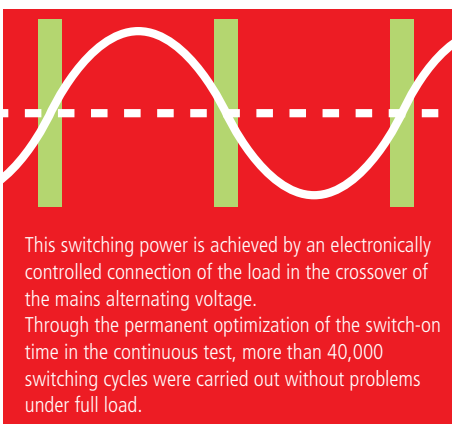 This switching power is achieved by an electronically
controlled connection of the load in the crossover of
the mains alternating voltage.
Through the permanent optimization of the switch-on
time in the continuous test, more than 40,000
switching cycles were carried out without problems
under full load.